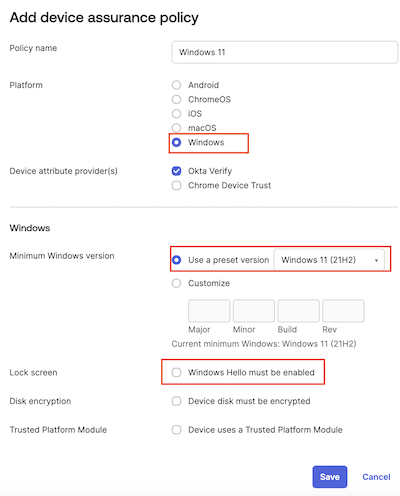 Add device assurance policy
Policy name
Windows 11
Platform
Android
ChromeOS
iOS
macOS
Windows
Device attribute provider(s)
Okta Verify
Chrome Device Trust
Windows
Minimum Windows version
Use a preset version
Windows 11 (21H2)
Customize
Major Minor Build Rev
Current minimum Windows: Windows 11 (21H2)
Lock screen
Windows Hello must be enabled
Disk encryption
Device disk must be encrypted
Trusted Platform Module
Device uses a Trusted Platform Module
Save Cancel